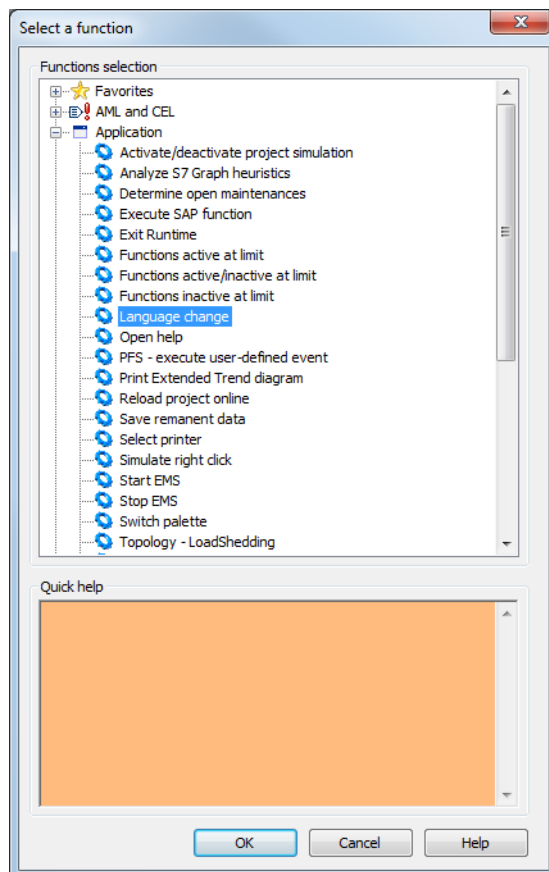 Select a function
Functions selection
Favorites
AML and CEL
Application
Activate/deactivate project simulation
Analyze S7 Graph heuristics
Determine open maintenances
Execute SAP function
Exit Runtime
Functions active at limit
Functions active/inactive at limit
Functions inactive at limit
Language change
Open help
PFS - execute user-defined event
Print Extended Trend diagram
Reload project online
Save remanent data
Select printer
Simulate right click
Start EMS
Stop EMS
Switch palette
Topology - LoadShedding
Quick help
OK Cancel Help